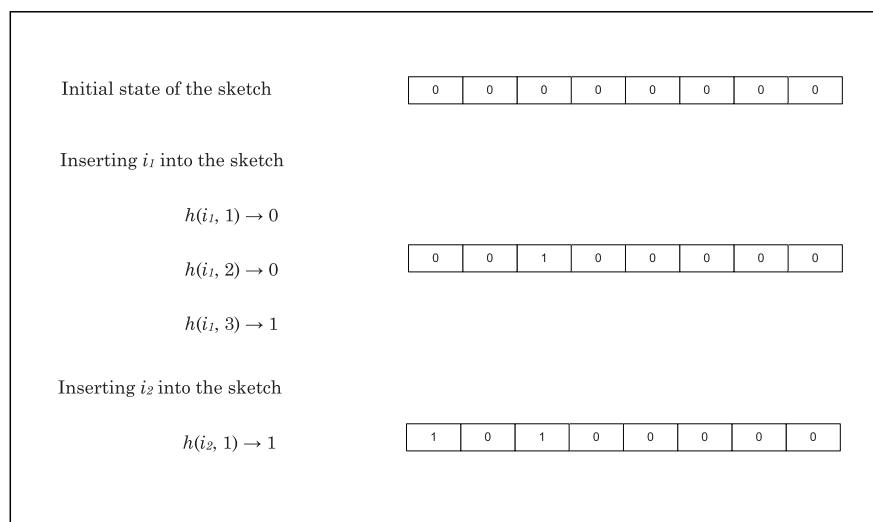 Initial state of the sketch 0 0 0 0 0 0 0 0
Inserting i₁ into the sketch
h(i₁, 1) → 0
h(i₁, 2) → 0 0 0 1 0 0 0 0 0
h(i₁, 3) → 1
Inserting i₂ into the sketch
h(i₂, 1) → 1 1 0 1 0 0 0 0 0